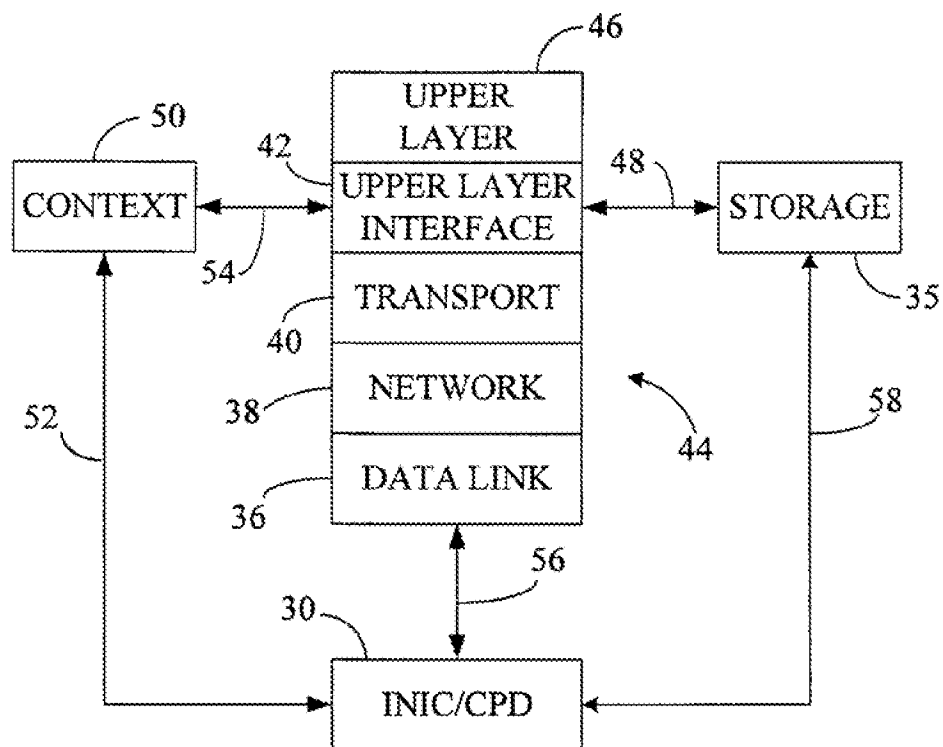 46
UPPER
LAYER
50
42
48
CONTEXT
UPPER LAYER
INTERFACE
STORAGE
54
TRANSPORT
40
35
NETWORK
52
38
44
58
DATA LINK
36
56
30
INIC/CPD